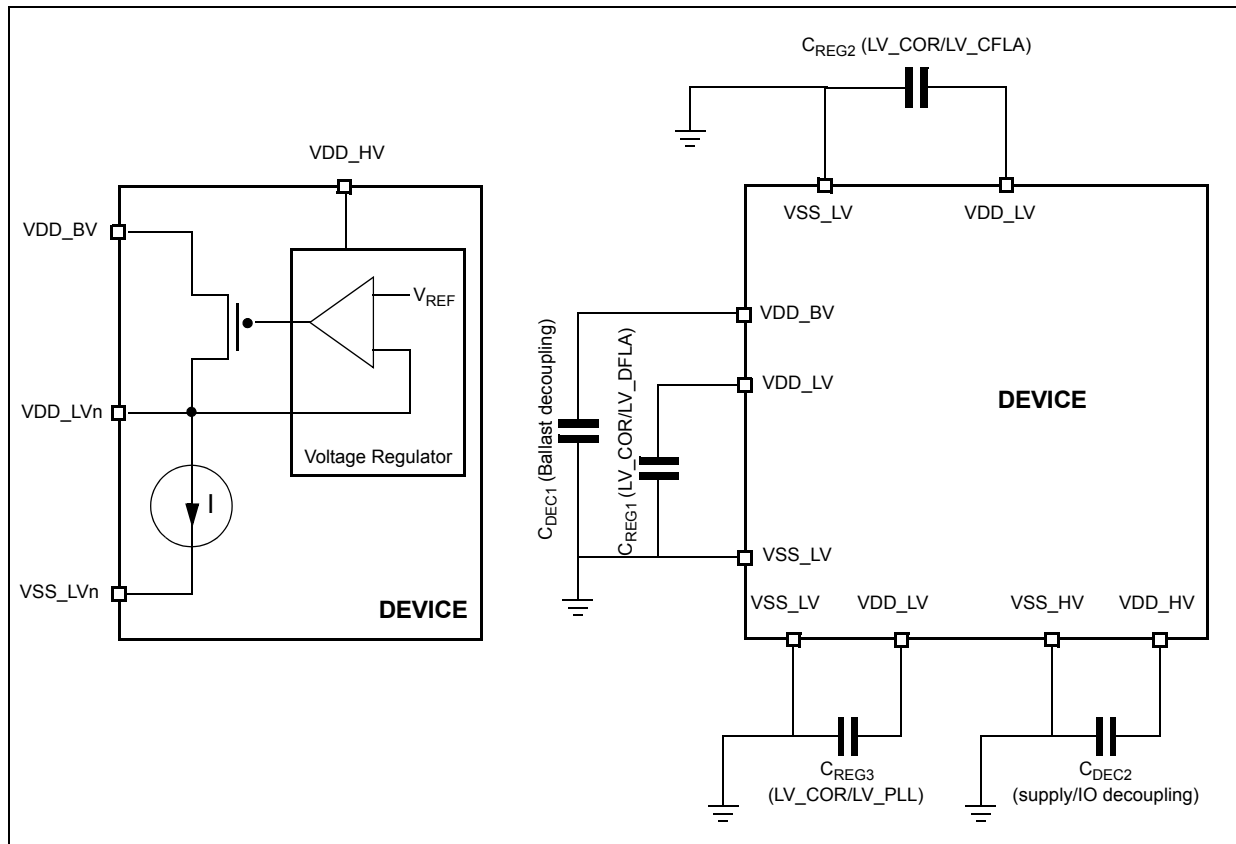 VDD_HV
VDD_BV
VREF
VDD_LVn
Voltage Regulator
I
VSS_LVn
DEVICE
CREG2 (LV_COR/LV_CFLA)
VSS_LV
VDD_LV
VDD_BV
VDD_LV
DEVICE
CDEC1 (Ballast decoupling)
CREG1 (LV_COR/LV_DFLA)
VSS_LV
VSS_LV
VDD_LV
VSS_HV
VDD_HV
CREG3
(LV_COR/LV_PLL)
CDEC2
(supply/IO decoupling)